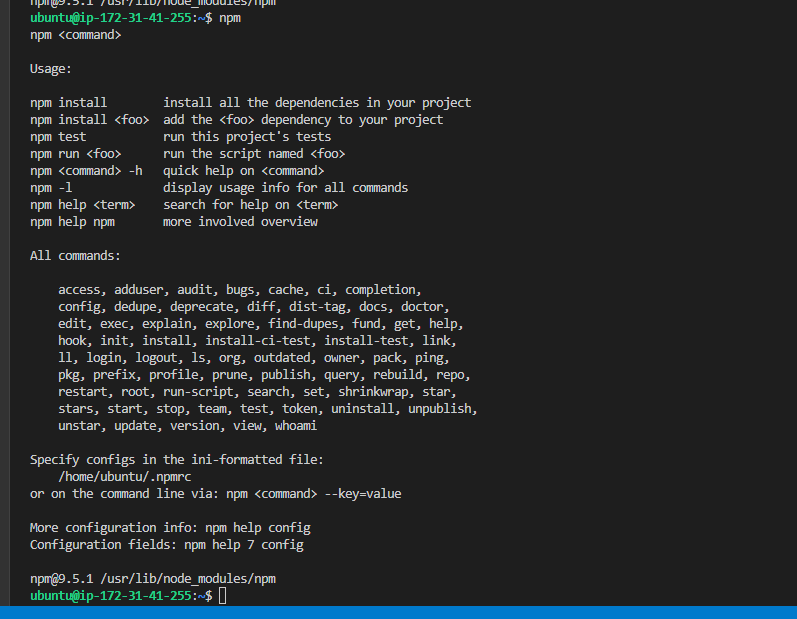 npm@9.5.1 /usr/lib/node_modules/npm
ubuntu@ip-172-31-41-255:~$ npm
npm <command>
Usage:
npm install        install all the dependencies in your project
npm install <foo>  add the <foo> dependency to your project
npm test           run this project's tests
npm run <foo>      run the script named <foo>
npm <command> -h   quick help on <command>
npm -l             display usage info for all commands
npm help <term>    search for help on <term>
npm help npm       more involved overview
All commands:
    access, adduser, audit, bugs, cache, ci, completion,
    config, dedupe, deprecate, diff, dist-tag, docs, doctor,
    edit, exec, explain, explore, find-dupes, fund, get, help,
    hook, init, install, install-ci-test, install-test, link,
    ll, login, logout, ls, org, outdated, owner, pack, ping,
    pkg, prefix, profile, prune, publish, query, rebuild, repo,
    restart, root, run-script, search, set, shrinkwrap, star,
    stars, start, stop, team, test, token, uninstall, unpublish,
    unstar, update, version, view, whoami
Specify configs in the ini-formatted file:
    /home/ubuntu/.npmrc
or on the command line via: npm <command> --key=value
More configuration info: npm help config
Configuration fields: npm help 7 config
npm@9.5.1 /usr/lib/node_modules/npm
ubuntu@ip-172-31-41-255:~$